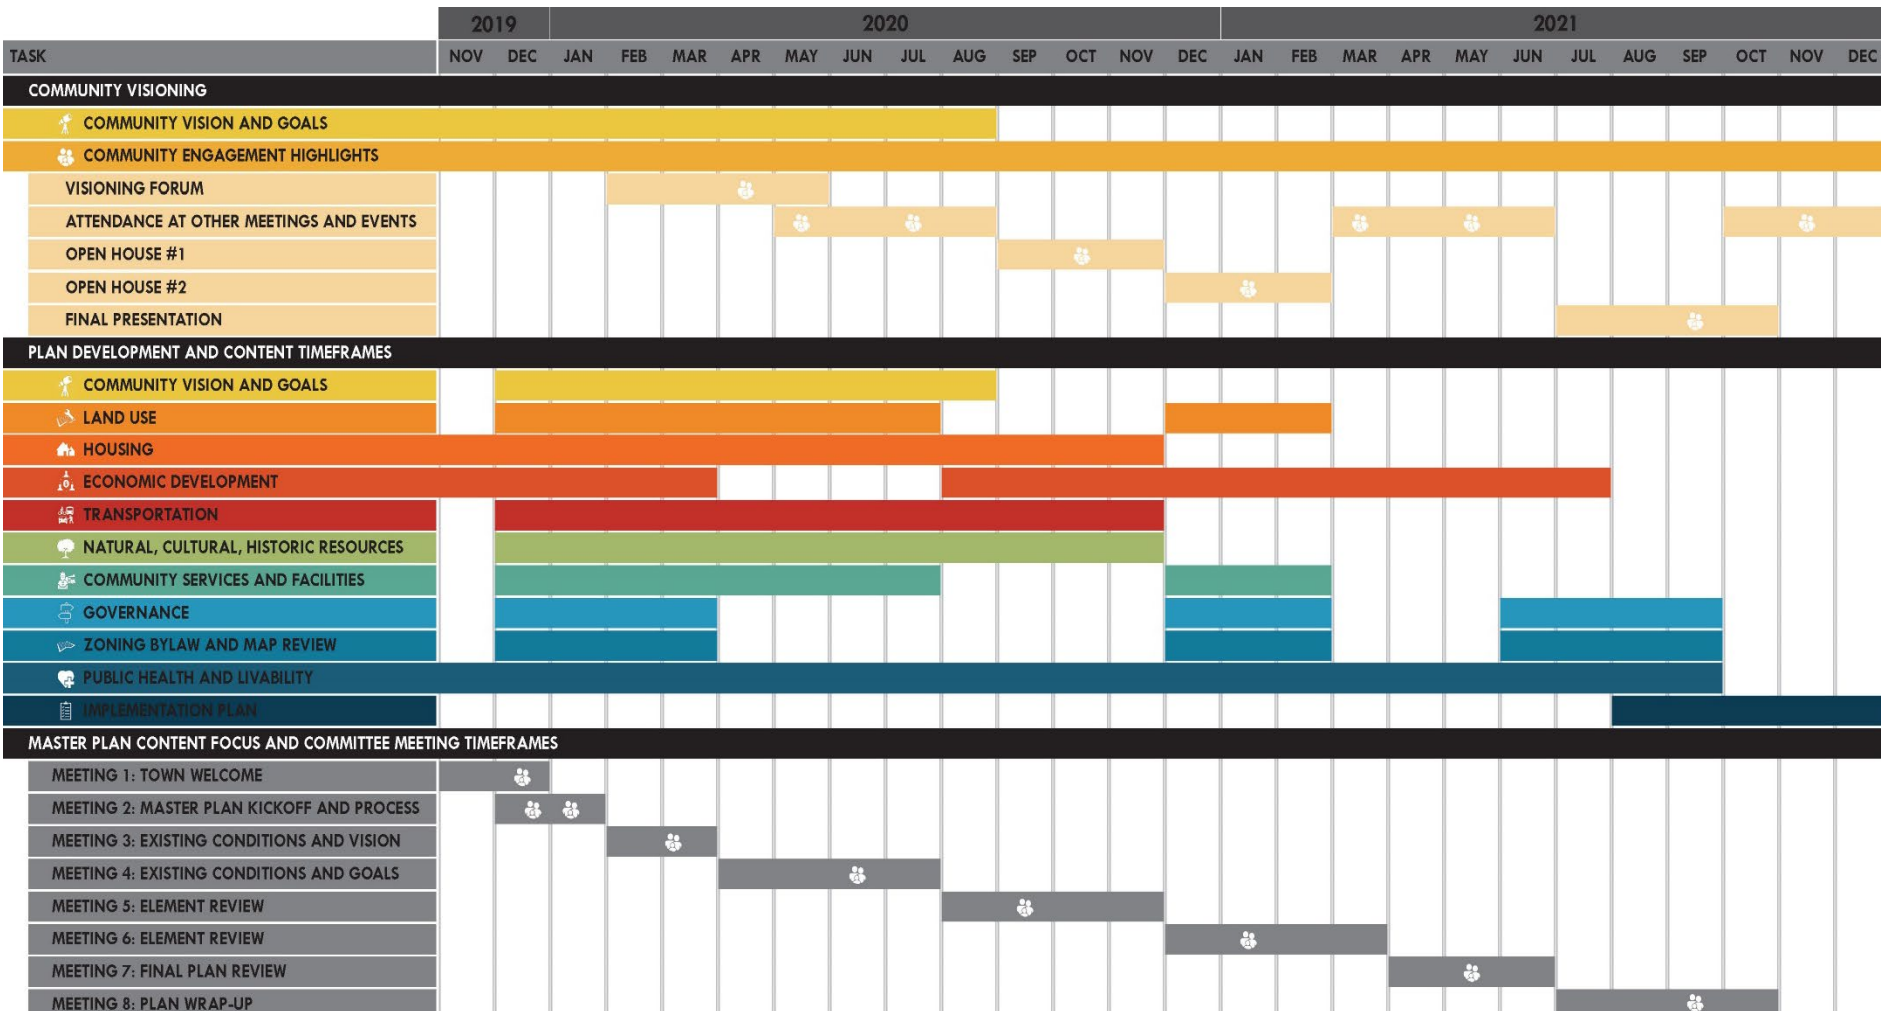 2019 2020 2021
TASK NOV DEC JAN FEB MAR APR MAY JUN JUL AUG SEP OCT NOV DEC JAN FEB MAR APR MAY JUN JUL AUG SEP OCT NOV DEC
COMMUNITY VISIONING
COMMUNITY VISION AND GOALS
COMMUNITY ENGAGEMENT HIGHLIGHTS
VISIONING FORUM
ATTENDANCE AT OTHER MEETINGS AND EVENTS
OPEN HOUSE #1
OPEN HOUSE #2
FINAL PRESENTATION
PLAN DEVELOPMENT AND CONTENT TIMEFRAMES
COMMUNITY VISION AND GOALS
LAND USE
HOUSING
ECONOMIC DEVELOPMENT
TRANSPORTATION
NATURAL, CULTURAL, HISTORIC RESOURCES
COMMUNITY SERVICES AND FACILITIES
GOVERNANCE
ZONING BYLAW AND MAP REVIEW
PUBLIC HEALTH AND LIVABILITY
IMPLEMENTATION PLAN
MASTER PLAN CONTENT FOCUS AND COMMITTEE MEETING TIMEFRAMES
MEETING 1: TOWN WELCOME
MEETING 2: MASTER PLAN KICKOFF AND PROCESS
MEETING 3: EXISTING CONDITIONS AND VISION
MEETING 4: EXISTING CONDITIONS AND GOALS
MEETING 5: ELEMENT REVIEW
MEETING 6: ELEMENT REVIEW
MEETING 7: FINAL PLAN REVIEW
MEETING 8: PLAN WRAP-UP